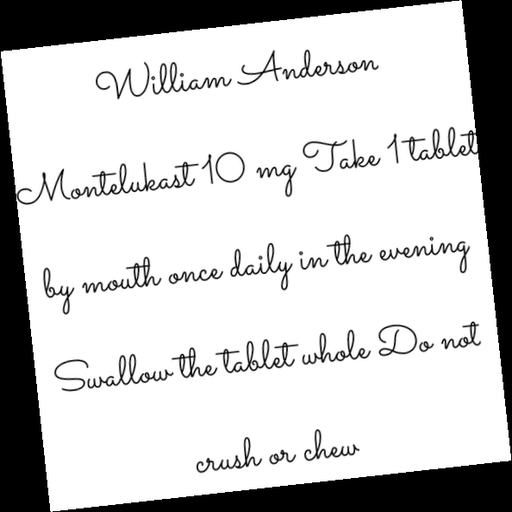 William Anderson
Montelukast 10 mg Take 1 tablet
by mouth once daily in the evening
Swallow the tablet whole Do not
crush or chew